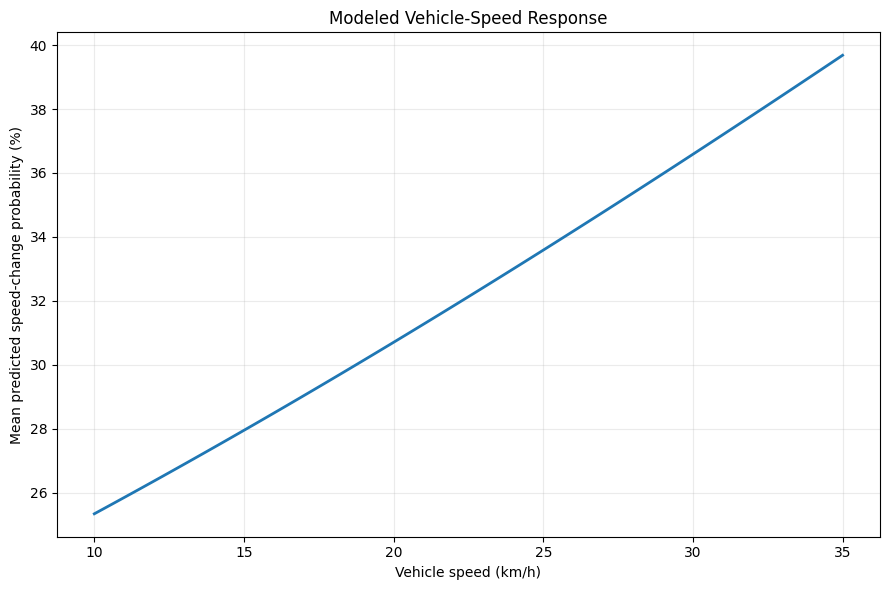 Modeled Vehicle-Speed Response
Mean predicted speed-change probability (%)
40
38
36
34
32
30
28
26
10 15 20 25 30 35
Vehicle speed (km/h)